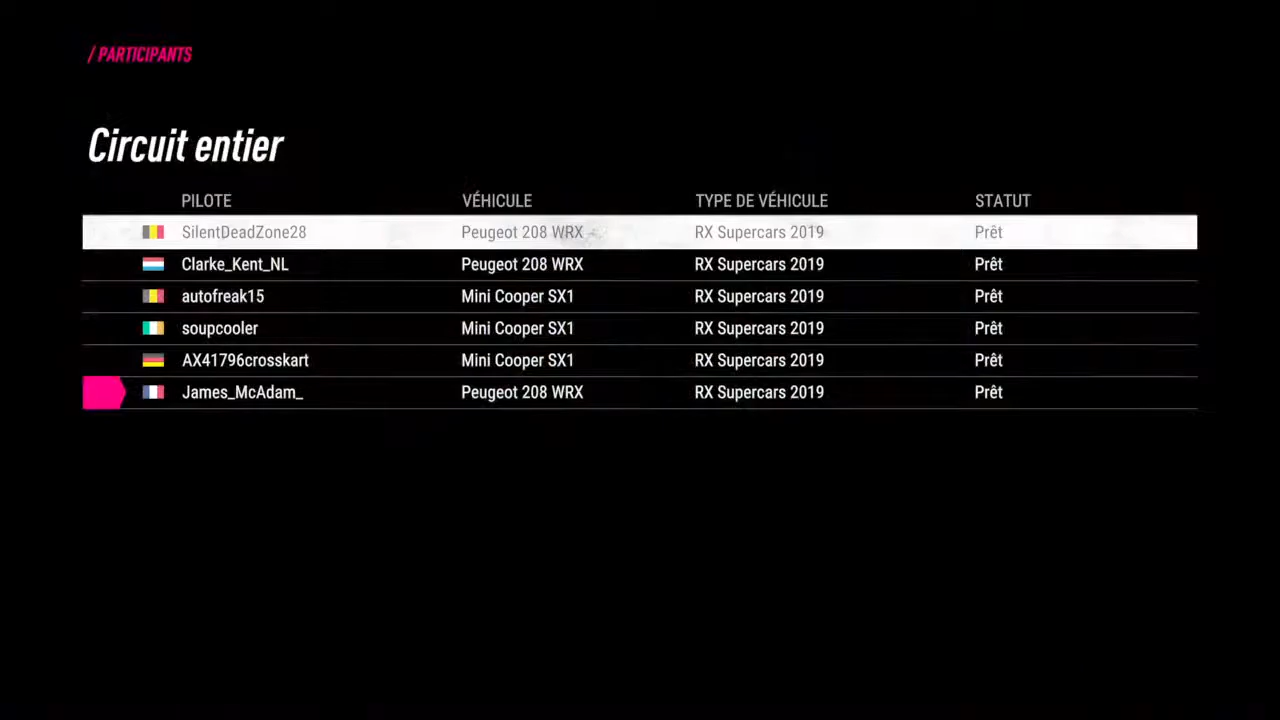 / PARTICIPANTS
Circuit entier
PILOTE VÉHICULE TYPE DE VÉHICULE STATUT
SilentDeadZone28 Peugeot 208 WRX RX Supercars 2019 Prêt
Clarke_Kent_NL Peugeot 208 WRX RX Supercars 2019 Prêt
autofreak15 Mini Cooper SX1 RX Supercars 2019 Prêt
soupcooler Mini Cooper SX1 RX Supercars 2019 Prêt
AX41796crosskart Mini Cooper SX1 RX Supercars 2019 Prêt
James_McAdam_ Peugeot 208 WRX RX Supercars 2019 Prêt